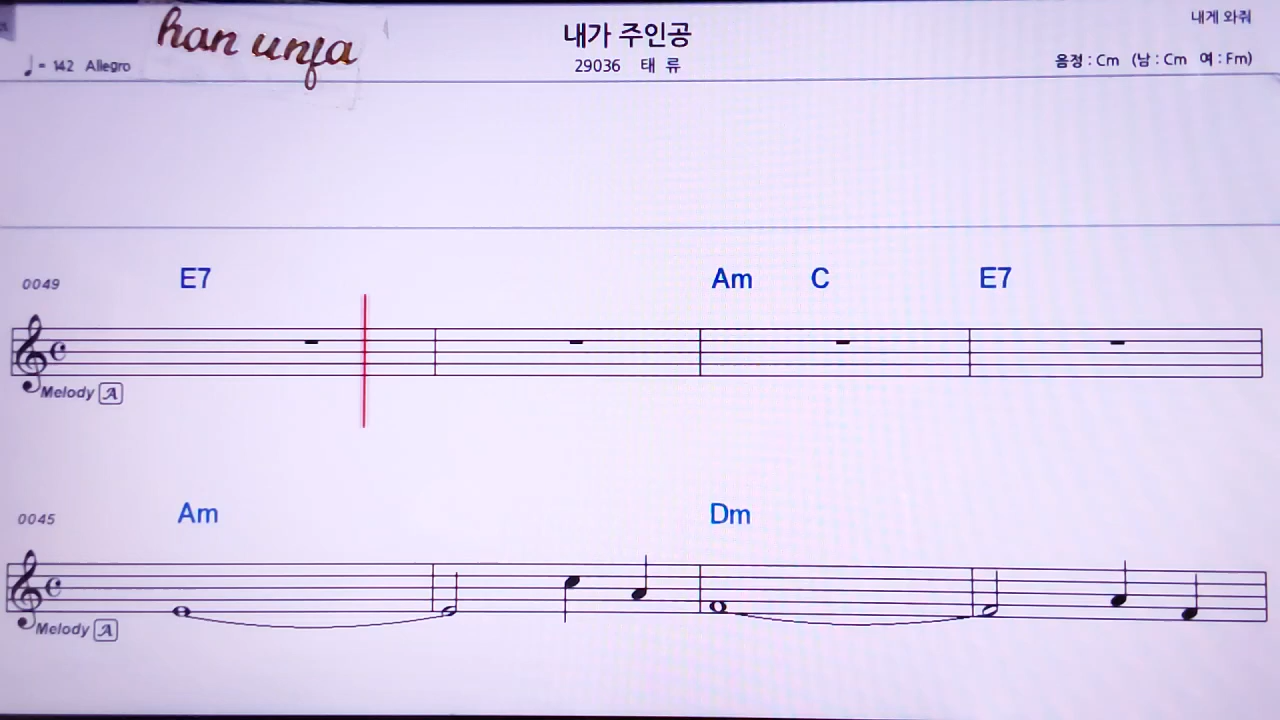 내게 와줘
han unfa
내가 주인공
♩= 142 Allegro
29036 태 류
음정 : Cm (남 : Cm 여 : Fm)
0049 E7 Am C E7
Melody A
0045 Am Dm
Melody A